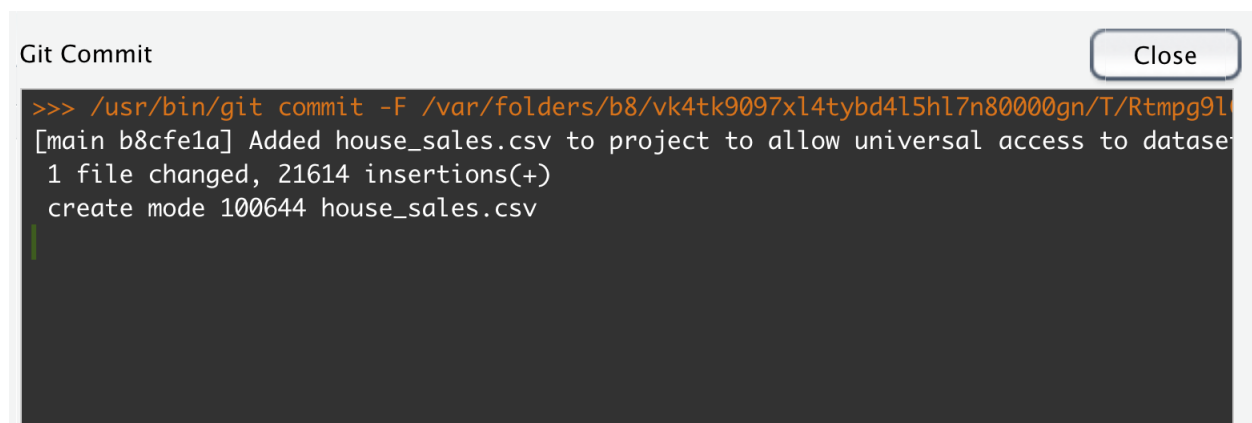 Git Commit
Close
>>> /usr/bin/git commit -F /var/folders/b8/vk4tk9097xl4tybd4l5hl7n80000gn/T/Rtmpg9l
[main b8cfe1a] Added house_sales.csv to project to allow universal access to datase
1 file changed, 21614 insertions(+)
create mode 100644 house_sales.csv